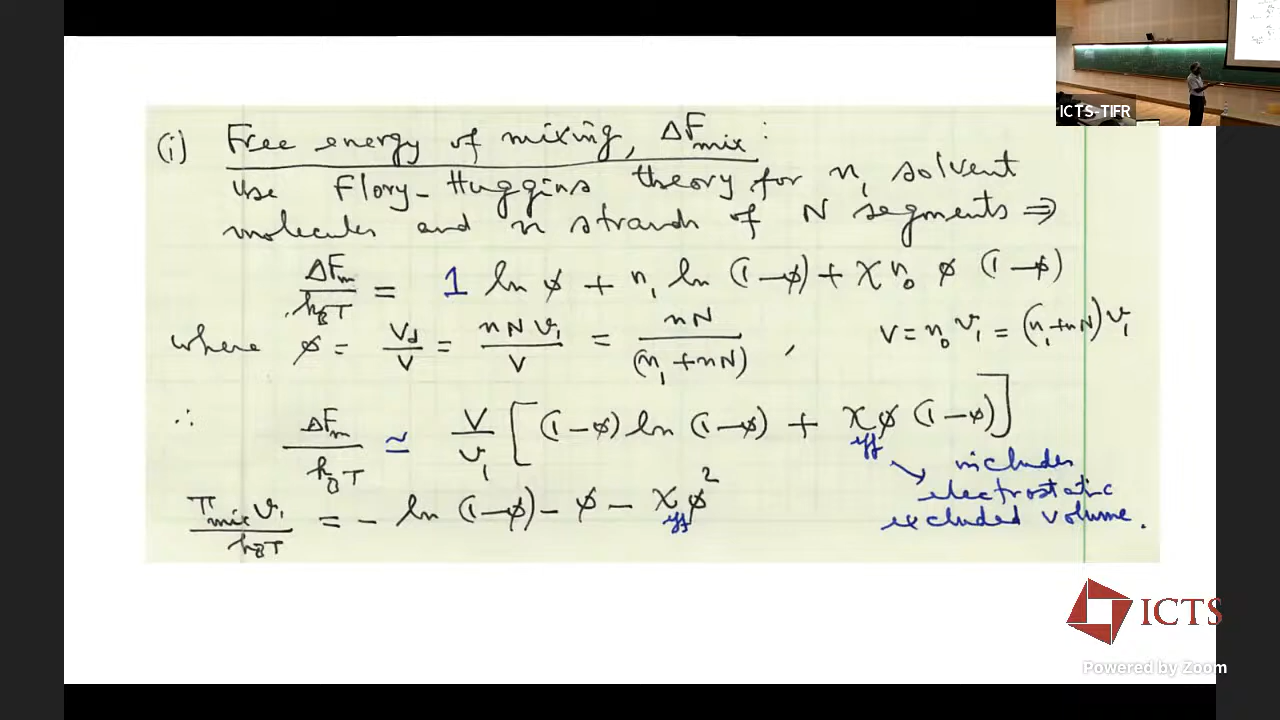 ICTS-TIFR
(i) Free energy of mixing, ΔF_mix :
Use Flory-Huggins theory for n₁ solvent
molecules and n strands of N segments ⇒
ΔF_m / k_BT = 1 ln φ + n₁ ln (1-φ) + χ n₀ φ (1-φ)
where φ = V_d / V = n N v₁ / V = nN / (n₁ + nN) , V = n₀ v₁ = (n₁ + nN) v₁
∴ ΔF_m / k_BT ≃ V / v₁ [ (1-φ) ln (1-φ) + χ_eff φ (1-φ) ]
includes
electrostatic
excluded volume.
π_mix v₁ / k_BT = - ln (1-φ) - φ - χ_eff φ²
ICTS
Powered by Zoom